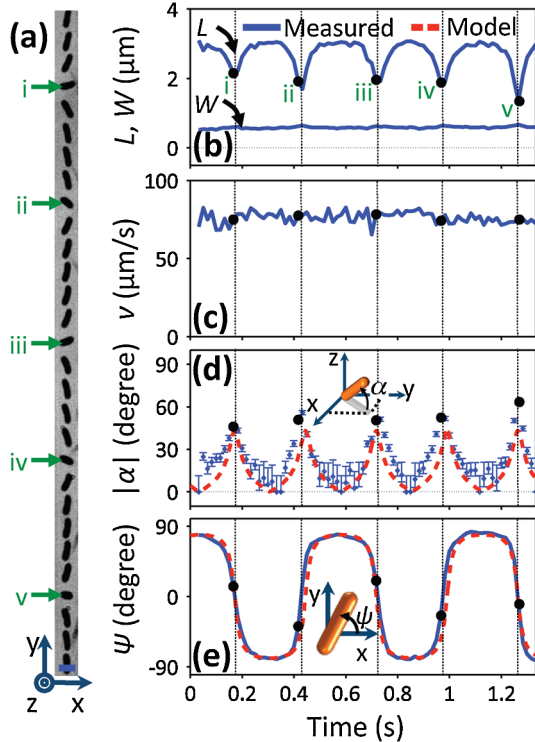 (a)
i
ii
iii
iv
v
y
z
x
L, W (μm)
4
2
0
L
Measured
Model
i
ii
iii
iv
v
W
(b)
v (μm/s)
100
50
0
(c)
|α| (degree)
90
60
30
0
(d)
z
α
y
x
Ψ (degree)
90
0
-90
y
ψ
x
(e)
0
0.2
0.4
0.6
0.8
1
1.2
Time (s)